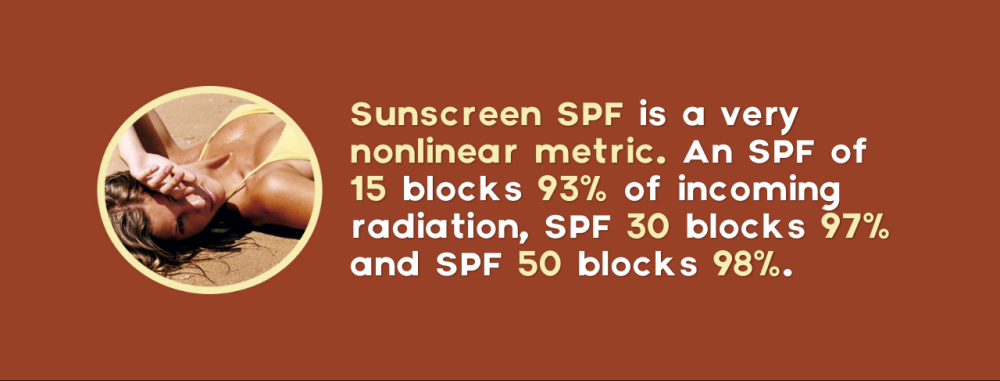 Sunscreen SPF is a very
nonlinear metric. An SPF of
15 blocks 93% of incoming
radiation, SPF 30 blocks 97%
and SPF 50 blocks 98%.